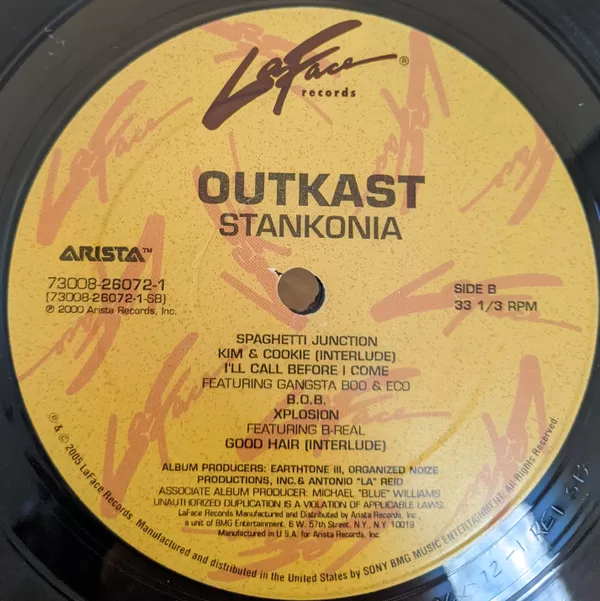 LaFace ®
records
OUTKAST
STANKONIA
ARISTA™
73008-26072-1
(73008-26072-1-SB)
℗ 2000 Arista Records, Inc.
SIDE B
33 1/3 RPM
SPAGHETTI JUNCTION
KIM & COOKIE (INTERLUDE)
I'LL CALL BEFORE I COME
FEATURING GANGSTA BOO & ECO
B.O.B.
XPLOSION
FEATURING B-REAL
GOOD HAIR (INTERLUDE)
ALBUM PRODUCERS: EARTHTONE III, ORGANIZED NOIZE
PRODUCTIONS, INC.& ANTONIO "LA" REID
ASSOCIATE ALBUM PRODUCER: MICHAEL "BLUE" WILLIAMS
UNAUTHORIZED DUPLICATION IS A VIOLATION OF APPLICABLE LAWS.
LaFace Records Manufactured and Distributed by Arista Records, Inc.,
a unit of BMG Entertainment, 6 W. 57th Street, N.Y., N.Y. 10019
Manufactured in U.S.A. for Arista Records, Inc.
℗ & © 2005 LaFace Records. Manufactured and distributed in the United States by SONY BMG MUSIC ENTERTAINMENT. All Rights Reserved.